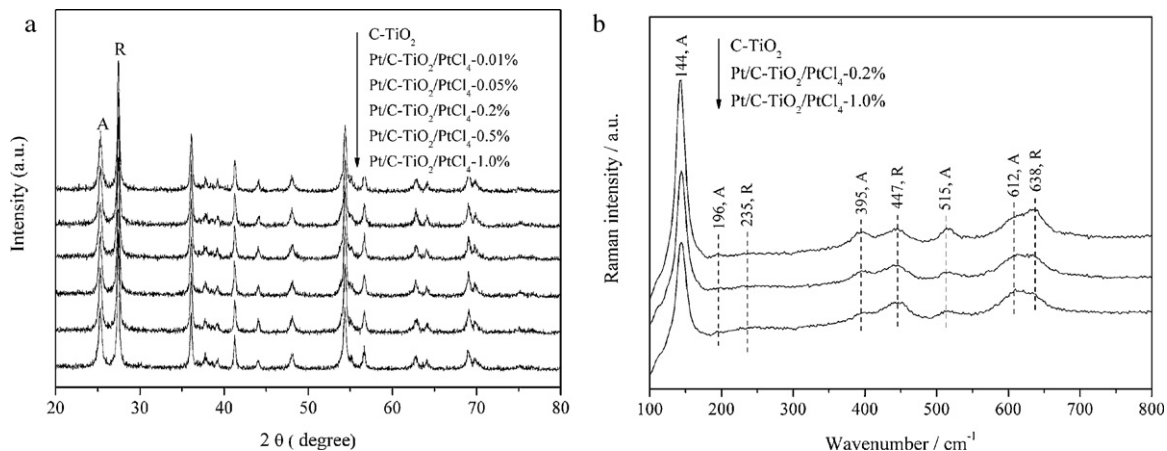 a
Intensity (a.u.)
A
R
C-TiO₂
Pt/C-TiO₂/PtCl₄-0.01%
Pt/C-TiO₂/PtCl₄-0.05%
Pt/C-TiO₂/PtCl₄-0.2%
Pt/C-TiO₂/PtCl₄-0.5%
Pt/C-TiO₂/PtCl₄-1.0%
20 30 40 50 60 70 80
2 θ ( degree)
b
Raman intensity / a.u.
144, A
C-TiO₂
Pt/C-TiO₂/PtCl₄-0.2%
Pt/C-TiO₂/PtCl₄-1.0%
196, A
235, R
395, A
447, R
515, A
612, A
638, R
100 200 300 400 500 600 700 800
Wavenumber / cm⁻¹